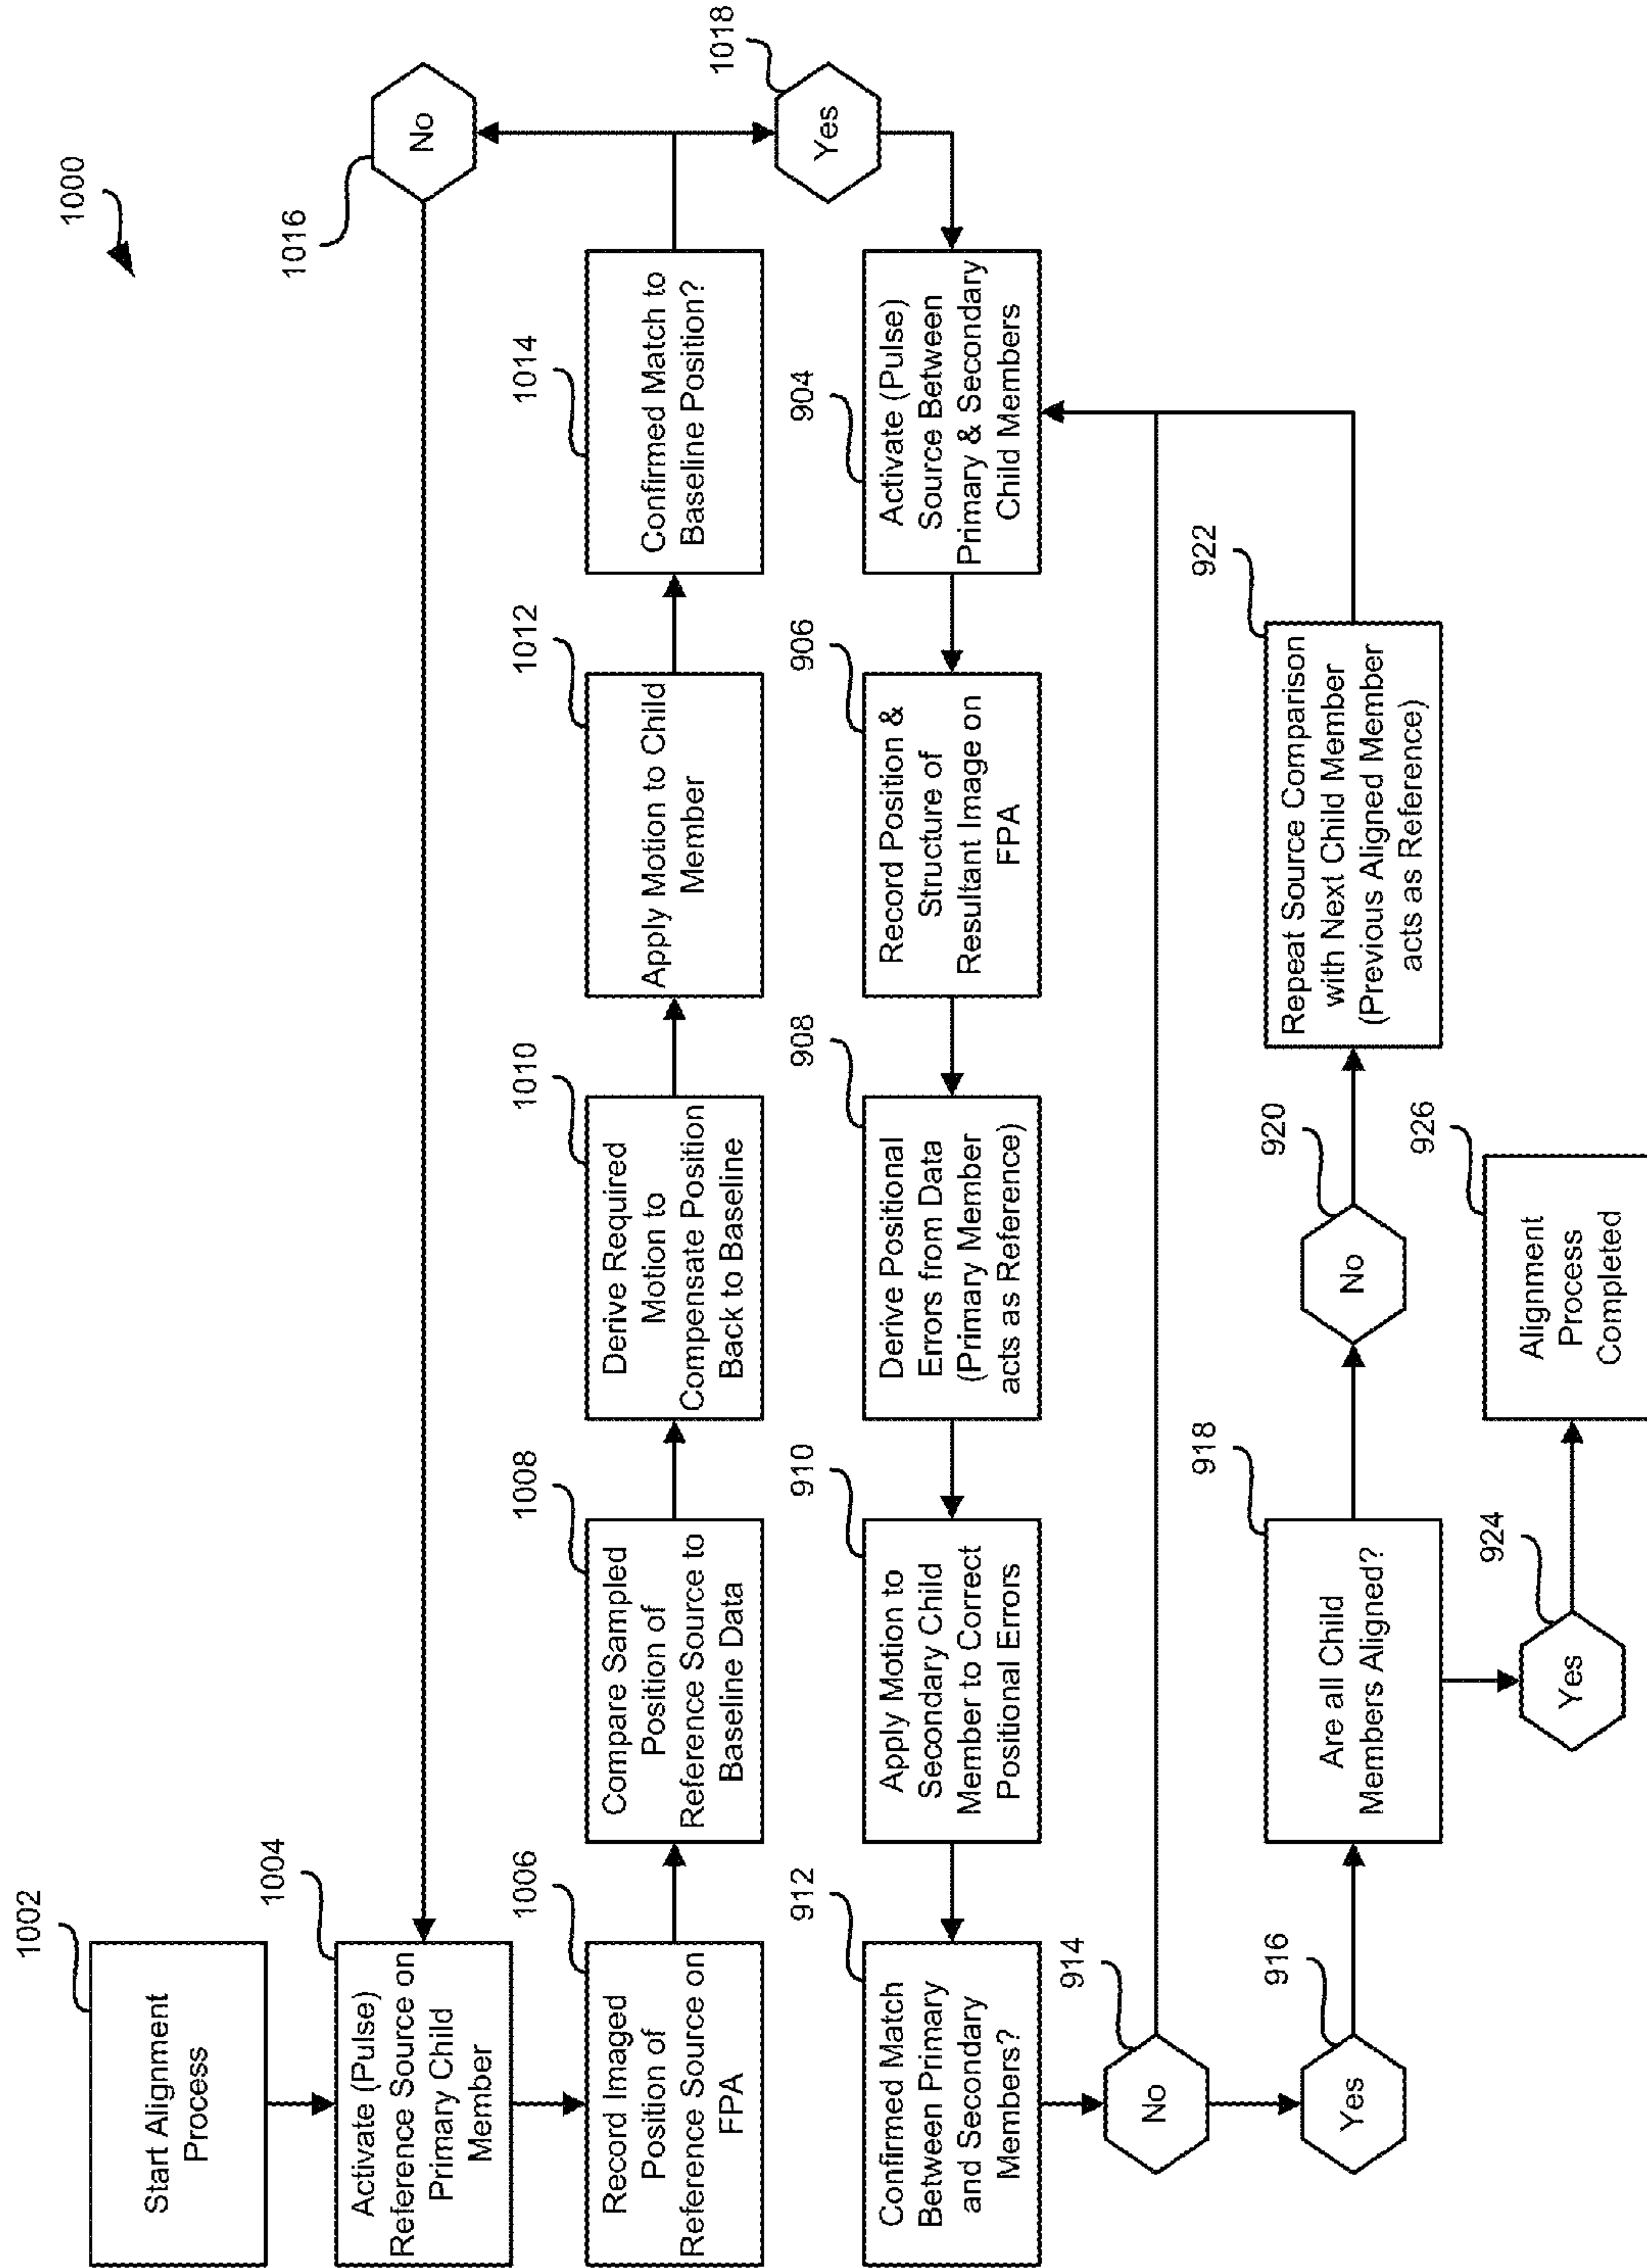 1000
1002
Start Alignment
Process
1004
Activate (Pulse)
Reference Source on
Primary Child
Member
1006
Record Imaged
Position of
Reference Source on
FPA
1008
Compare Sampled
Position of
Reference Source to
Baseline Data
1010
Derive Required
Motion to
Compensate Position
Back to Baseline
1012
Apply Motion to Child
Member
1014
Confirmed Match to
Baseline Position?
1016
No
1018
Yes
904
Activate (Pulse)
Source Between
Primary & Secondary
Child Members
906
Record Position &
Structure of
Resultant Image on
FPA
908
Derive Positional
Errors from Data
(Primary Member
acts as Reference)
910
Apply Motion to
Secondary Child
Member to Correct
Positional Errors
912
Confirmed Match
Between Primary
and Secondary
Members?
914
No
916
Yes
918
Are all Child
Members Aligned?
920
No
922
Repeat Source Comparison
with Next Child Member
(Previous Aligned Member
acts as Reference)
924
Yes
926
Alignment
Process
Completed